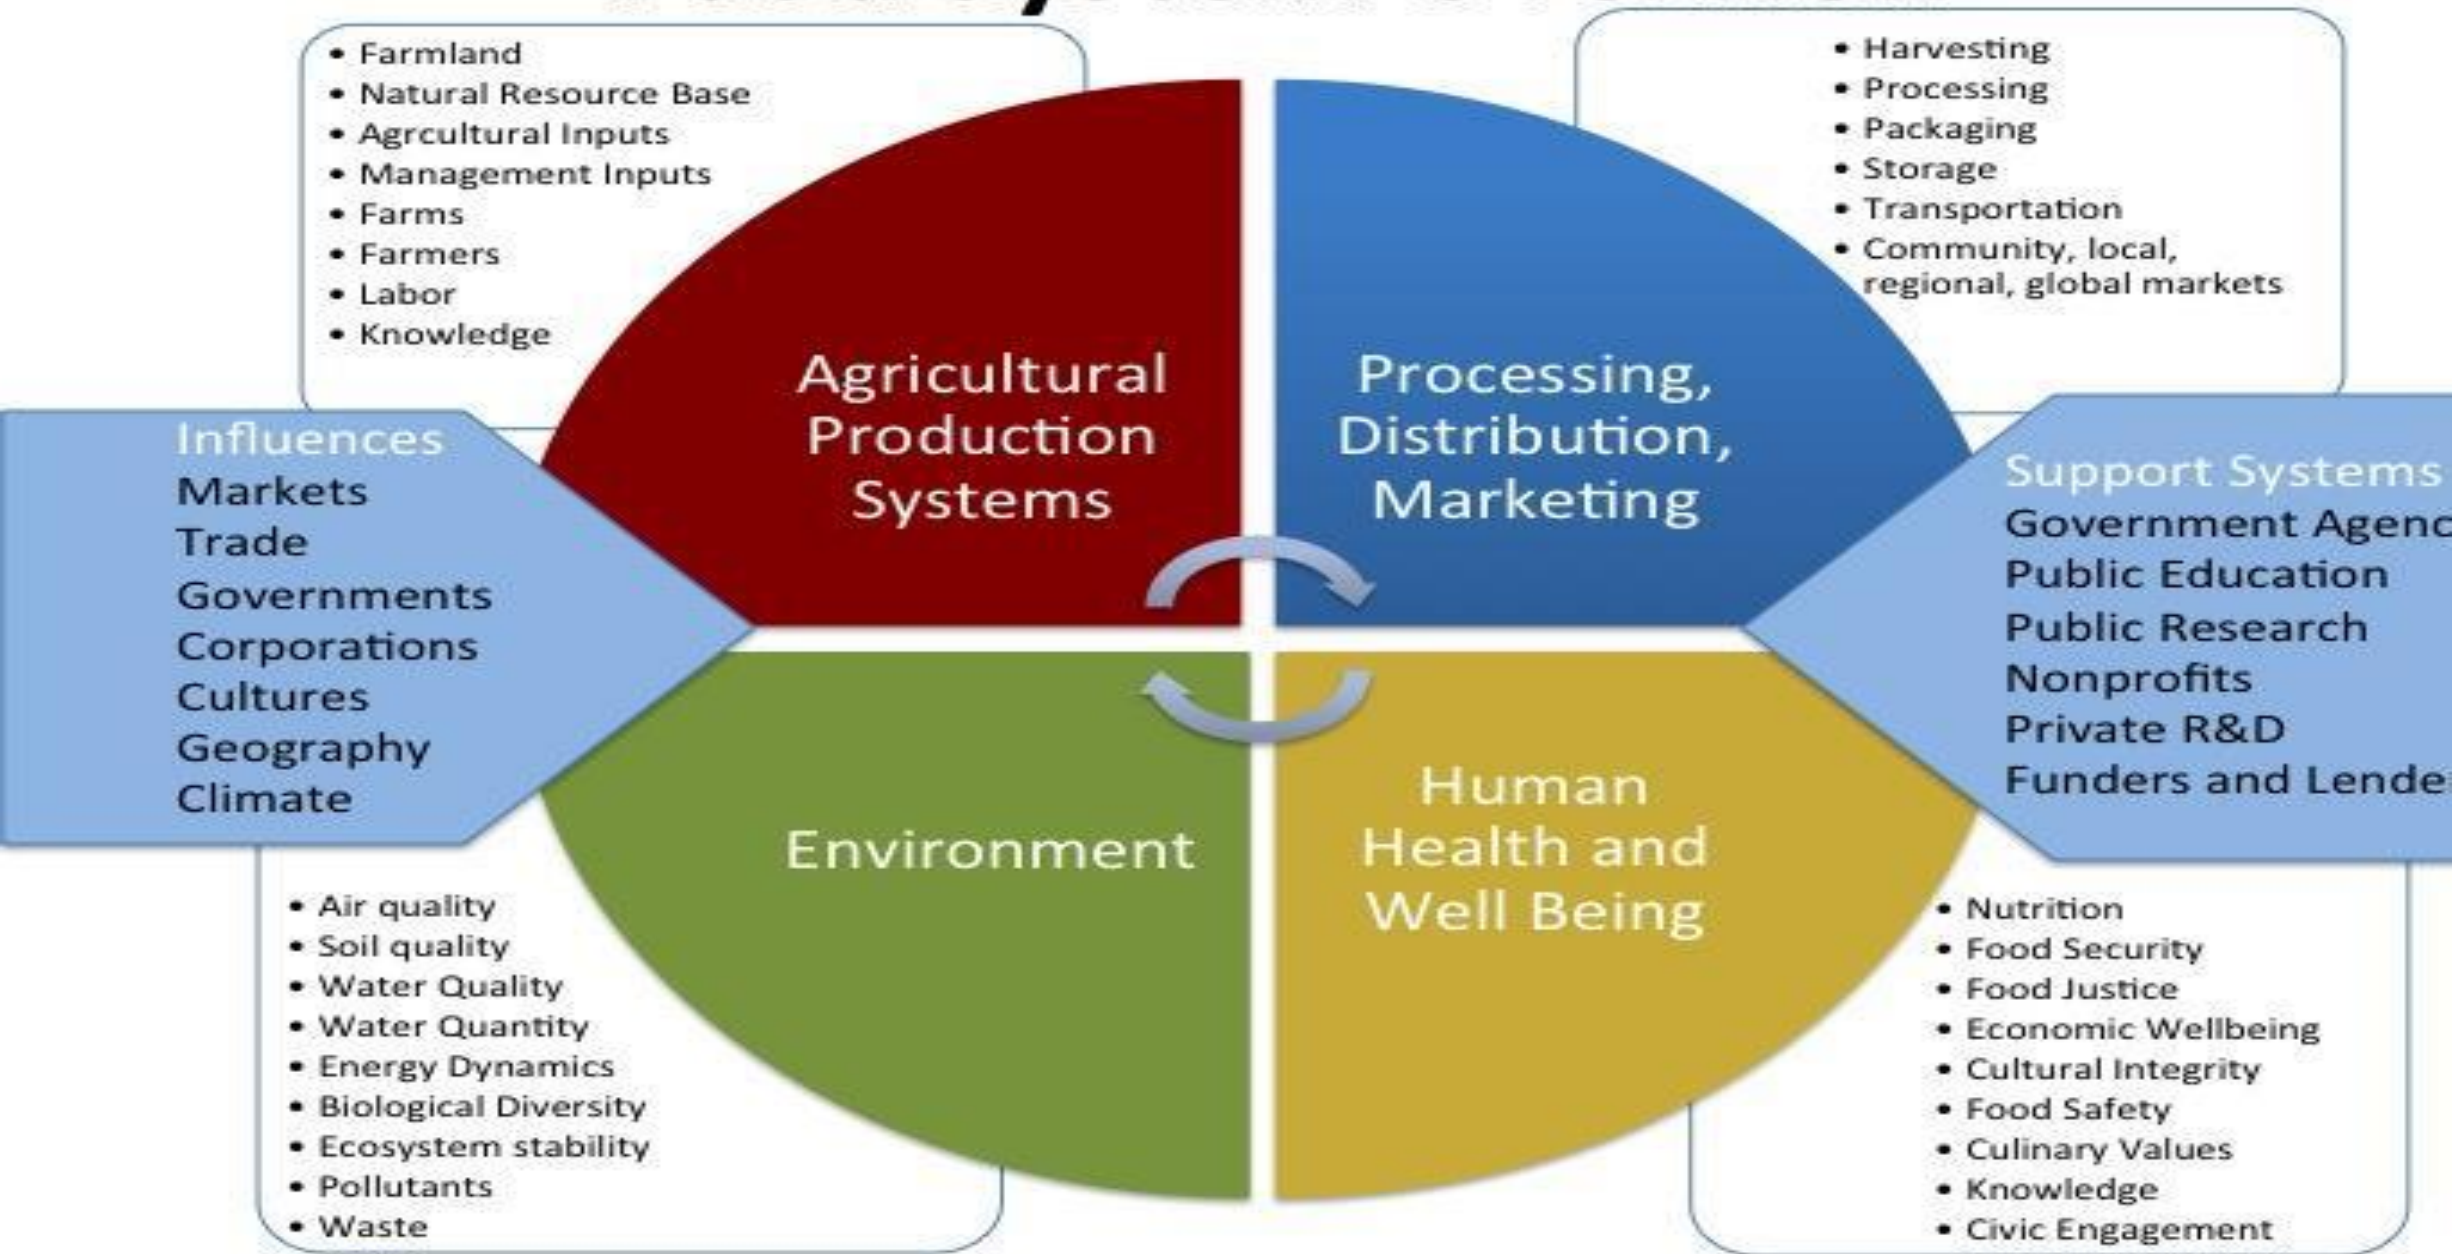 • Farmland
• Natural Resource Base
• Agrcultural Inputs
• Management Inputs
• Farms
• Farmers
• Labor
• Knowledge
• Harvesting
• Processing
• Packaging
• Storage
• Transportation
• Community, local,
regional, global markets
Agricultural
Production
Systems
Processing,
Distribution,
Marketing
Influences
Markets
Trade
Governments
Corporations
Cultures
Geography
Climate
Support Systems
Government
Public Education
Public Research
Nonprofits
Private R&D
Funders and
Environment
Human
Health and
Well Being
• Air quality
• Soil quality
• Water Quality
• Water Quantity
• Energy Dynamics
• Biological Diversity
• Ecosystem stability
• Pollutants
• Waste
• Nutrition
• Food Security
• Food Justice
• Economic Wellbeing
• Cultural Integrity
• Food Safety
• Culinary Values
• Knowledge
• Civic Engagement